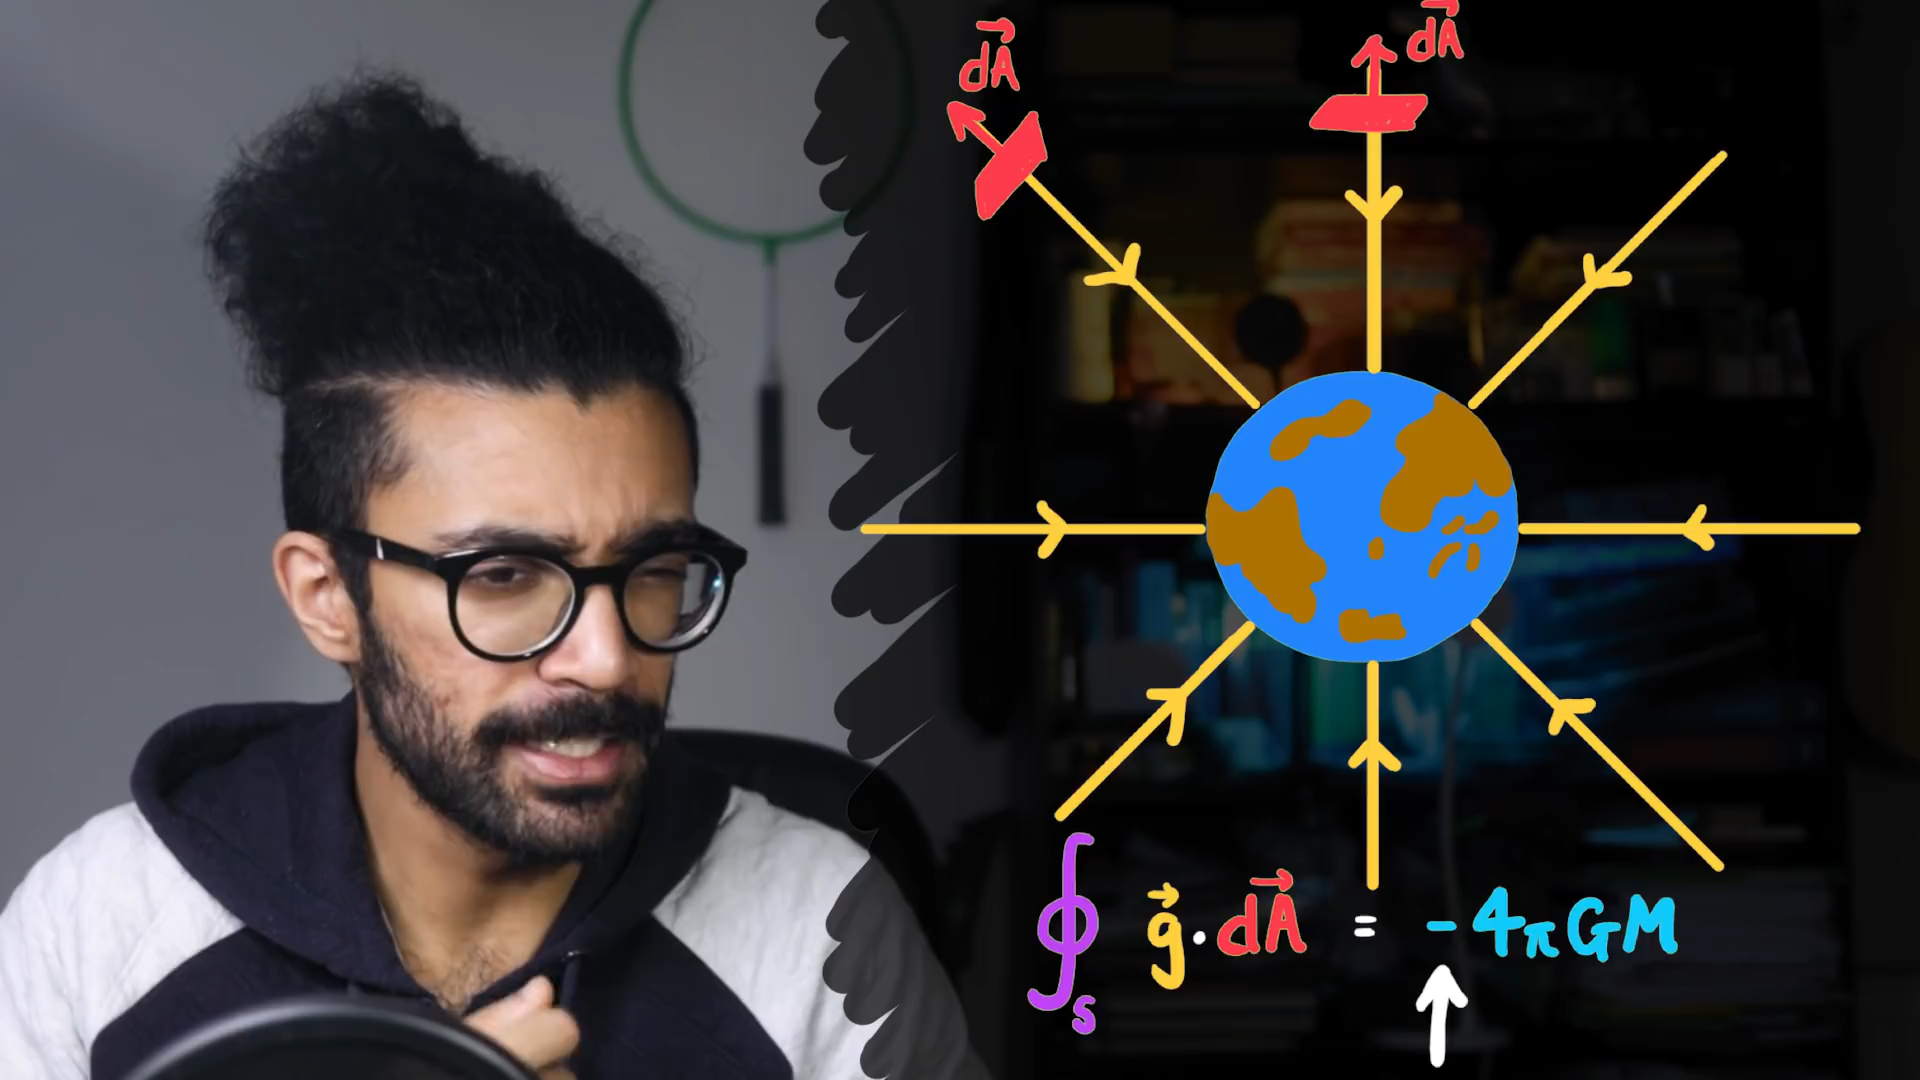 dA⃗
dA⃗
∮ₛ g⃗ · dA⃗ = -4πGM